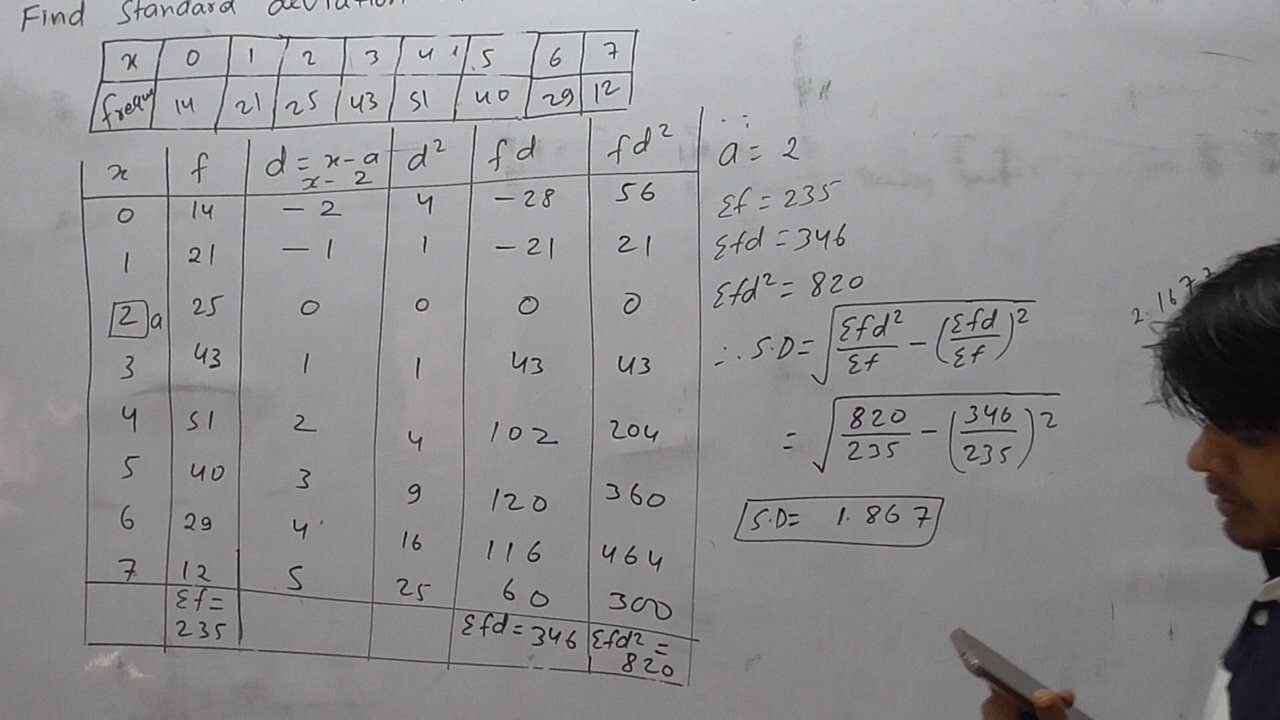 Find Standard deviation
x 0 1 2 3 4 5 6 7
frequ 14 21 25 43 51 40 29 12
x f d = x-a d² fd fd²
x-2
0 14 -2 4 -28 56
1 21 -1 1 -21 21
2 a 25 0 0 0 0
3 43 1 1 43 43
4 51 2 4 102 204
5 40 3 9 120 360
6 29 4 16 116 464
7 12 5 25 60 300
Σf = 235 Σfd = 346 Σfd² = 820
∵
a = 2
Σf = 235
Σfd = 346
Σfd² = 820
∴ S.D = √(Σfd²/Σf - (Σfd/Σf)²)
= √(820/235 - (346/235)²)
S.D = 1.867
2.167